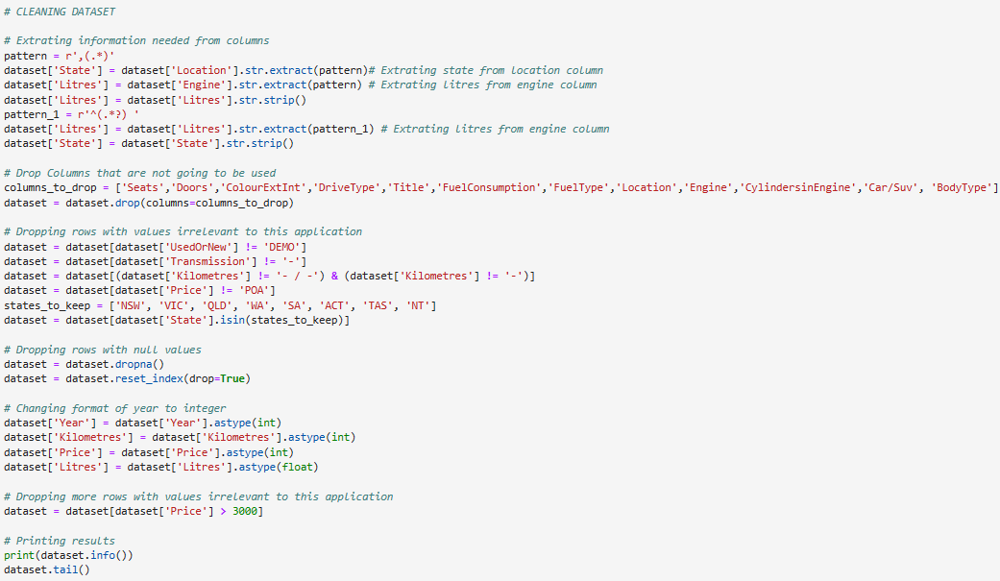 # CLEANING DATASET
# Extrating information needed from columns
pattern = r',(.*)'
dataset['State'] = dataset['Location'].str.extract(pattern)# Extrating state from location column
dataset['Litres'] = dataset['Engine'].str.extract(pattern) # Extrating litres from engine column
dataset['Litres'] = dataset['Litres'].str.strip()
pattern_1 = r'^(.*?) '
dataset['Litres'] = dataset['Litres'].str.extract(pattern_1) # Extrating litres from engine column
dataset['State'] = dataset['State'].str.strip()
# Drop Columns that are not going to be used
columns_to_drop = ['Seats','Doors','ColourExtInt','DriveType','Title','FuelConsumption','FuelType','Location','Engine','CylindersinEngine','Car/Suv', 'BodyType']
dataset = dataset.drop(columns=columns_to_drop)
# Dropping rows with values irrelevant to this application
dataset = dataset[dataset['UsedOrNew'] != 'DEMO']
dataset = dataset[dataset['Transmission'] != '-']
dataset = dataset[(dataset['Kilometres'] != '- / -') & (dataset['Kilometres'] != '-')]
dataset = dataset[dataset['Price'] != 'POA']
states_to_keep = ['NSW', 'VIC', 'QLD', 'WA', 'SA', 'ACT', 'TAS', 'NT']
dataset = dataset[dataset['State'].isin(states_to_keep)]
# Dropping rows with null values
dataset = dataset.dropna()
dataset = dataset.reset_index(drop=True)
# Changing format of year to integer
dataset['Year'] = dataset['Year'].astype(int)
dataset['Kilometres'] = dataset['Kilometres'].astype(int)
dataset['Price'] = dataset['Price'].astype(int)
dataset['Litres'] = dataset['Litres'].astype(float)
# Dropping more rows with values irrelevant to this application
dataset = dataset[dataset['Price'] > 3000]
# Printing results
print(dataset.info())
dataset.tail()